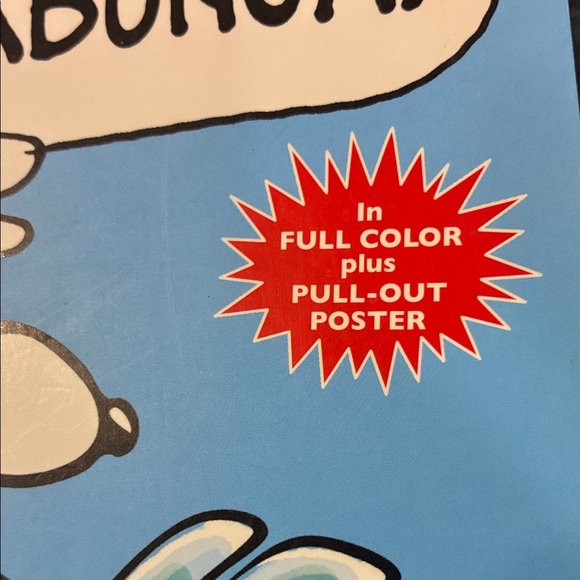 In
FULL COLOR
plus
PULL-OUT
POSTER